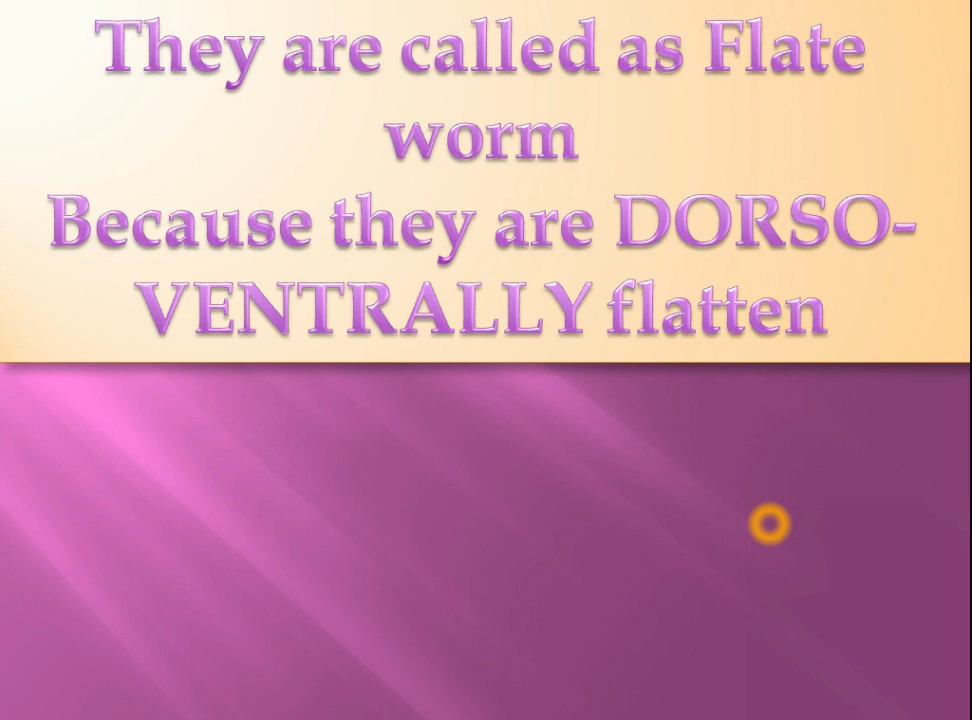 They are called as Flate
worm
Because they are DORSO-
VENTRALLY flatten